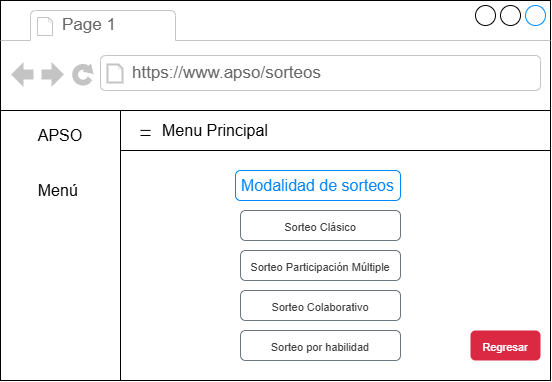 Page 1
https://www.apso/sorteos
APSO
= Menu Principal
Menú
Modalidad de sorteos
Sorteo Clásico
Sorteo Participación Múltiple
Sorteo Colaborativo
Sorteo por habilidad
Regresar